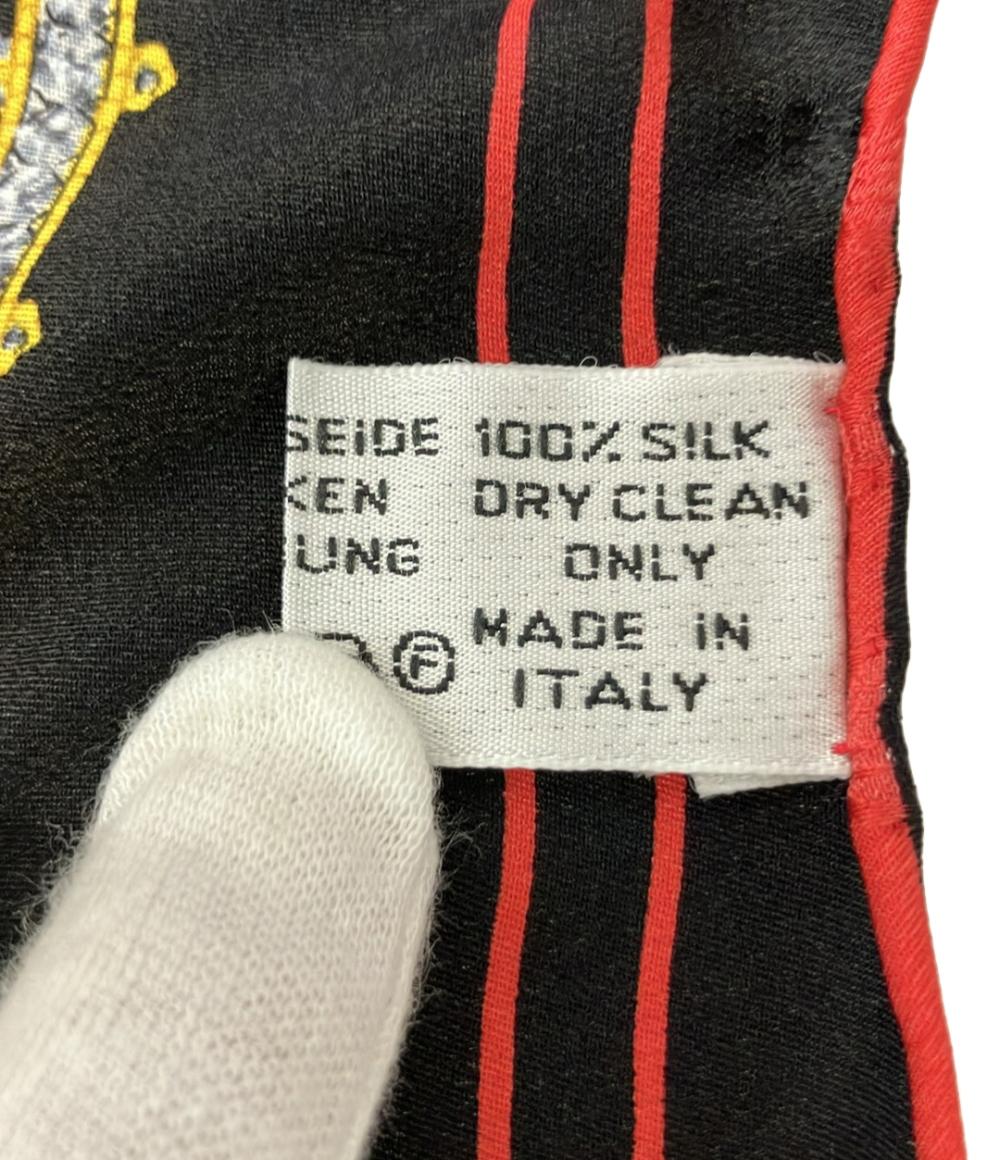 SEIDE 100% SILK
KEN DRY CLEAN
UNG ONLY
Ⓕ MADE IN
ITALY